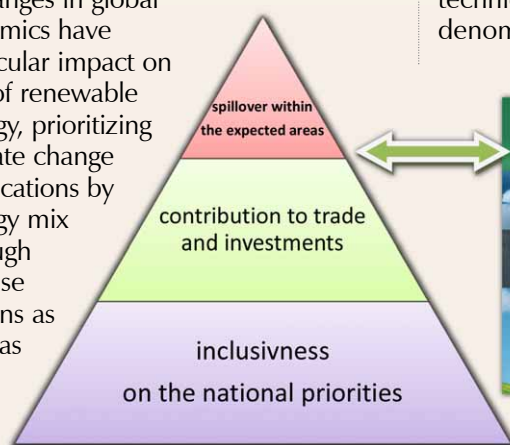 anges in global
mics have
cular impact on
of renewable
gy, prioritizing
ate change
ications by
gy mix
ugh
se
ns as
as
techni
denom
spillover within
the expected areas
contribution to trade
and investments
inclusivness
on the national priorities